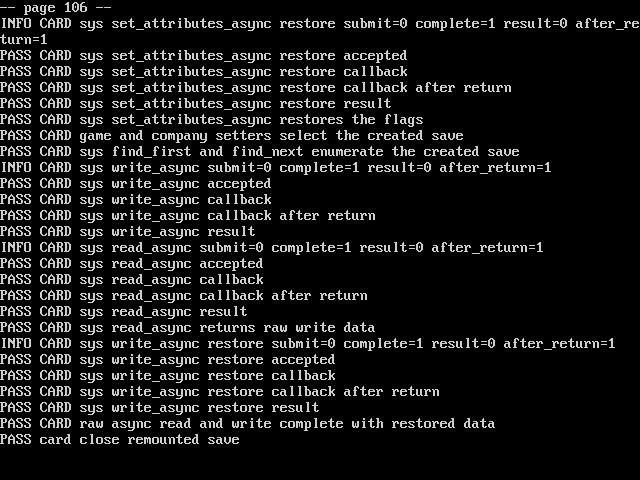 -- page 106 --
INFO CARD sys set_attributes_async restore submit=0 complete=1 result=0 after_re
turn=1
PASS CARD sys set_attributes_async restore accepted
PASS CARD sys set_attributes_async restore callback
PASS CARD sys set_attributes_async restore callback after return
PASS CARD sys set_attributes_async restore result
PASS CARD sys set_attributes_async restores the flags
PASS CARD game and company setters select the created save
PASS CARD sys find_first and find_next enumerate the created save
INFO CARD sys write_async submit=0 complete=1 result=0 after_return=1
PASS CARD sys write_async accepted
PASS CARD sys write_async callback
PASS CARD sys write_async callback after return
PASS CARD sys write_async result
INFO CARD sys read_async submit=0 complete=1 result=0 after_return=1
PASS CARD sys read_async accepted
PASS CARD sys read_async callback
PASS CARD sys read_async callback after return
PASS CARD sys read_async result
PASS CARD sys read_async returns raw write data
INFO CARD sys write_async restore submit=0 complete=1 result=0 after_return=1
PASS CARD sys write_async restore accepted
PASS CARD sys write_async restore callback
PASS CARD sys write_async restore callback after return
PASS CARD sys write_async restore result
PASS CARD raw async read and write complete with restored data
PASS card close remounted save